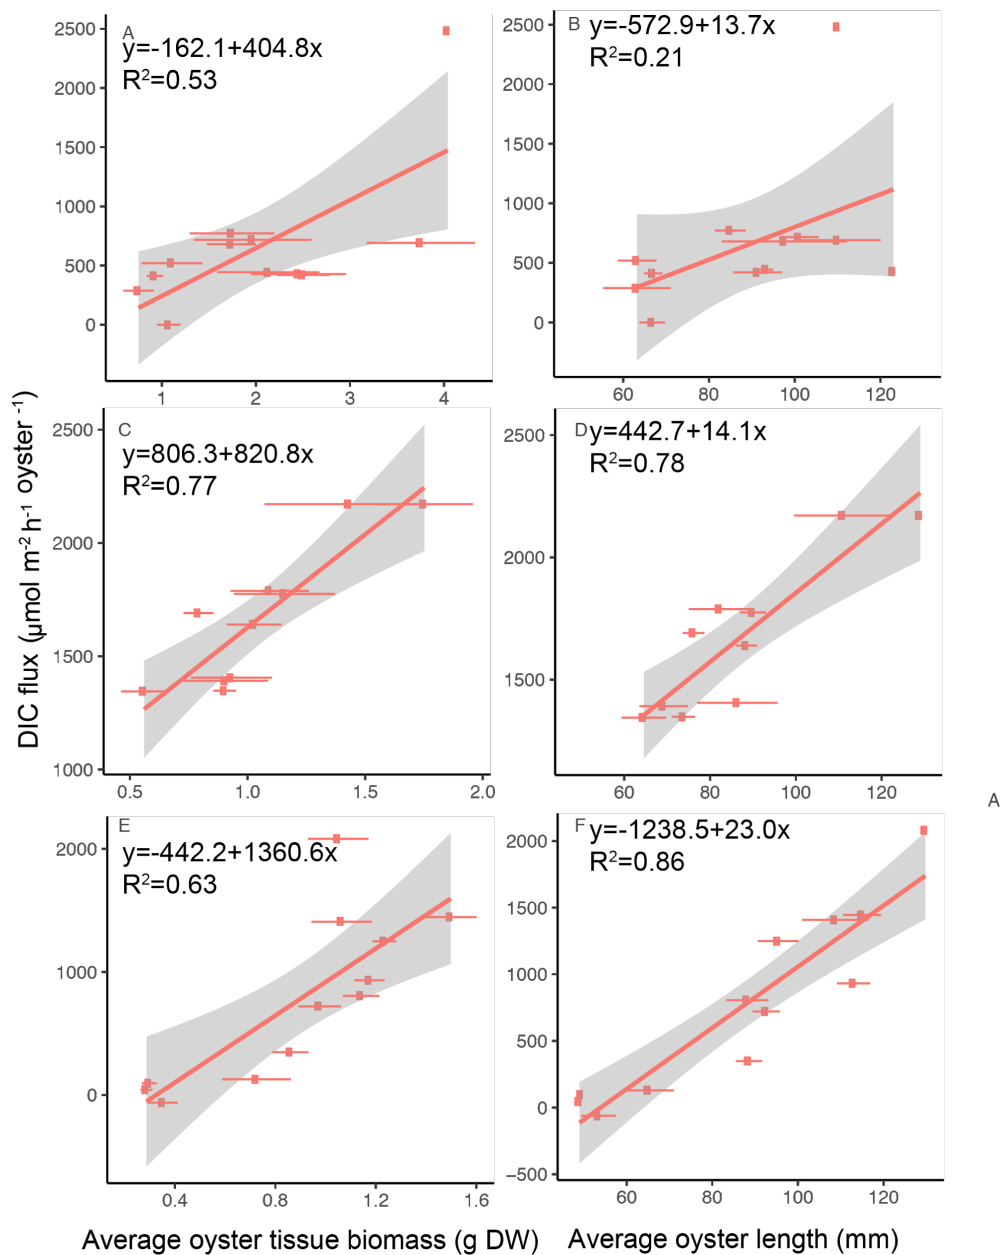 A
y=-162.1+404.8x
R²=0.53
2500
2000
1500
1000
500
0
1 2 3 4
B
y=-572.9+13.7x
R²=0.21
2500
2000
1500
1000
500
0
60 80 100 120
C
y=806.3+820.8x
R²=0.77
2500
2000
1500
1000
0.5 1.0 1.5 2.0
D
y=442.7+14.1x
R²=0.78
2500
2000
1500
60 80 100 120
E
y=-442.2+1360.6x
R²=0.63
2000
1000
0
0.4 0.8 1.2 1.6
F
y=-1238.5+23.0x
R²=0.86
2000
1500
1000
500
0
−500
60 80 100 120
DIC flux (µmol m⁻² h⁻¹ oyster ⁻¹)
Average oyster tissue biomass (g DW)
Average oyster length (mm)
A